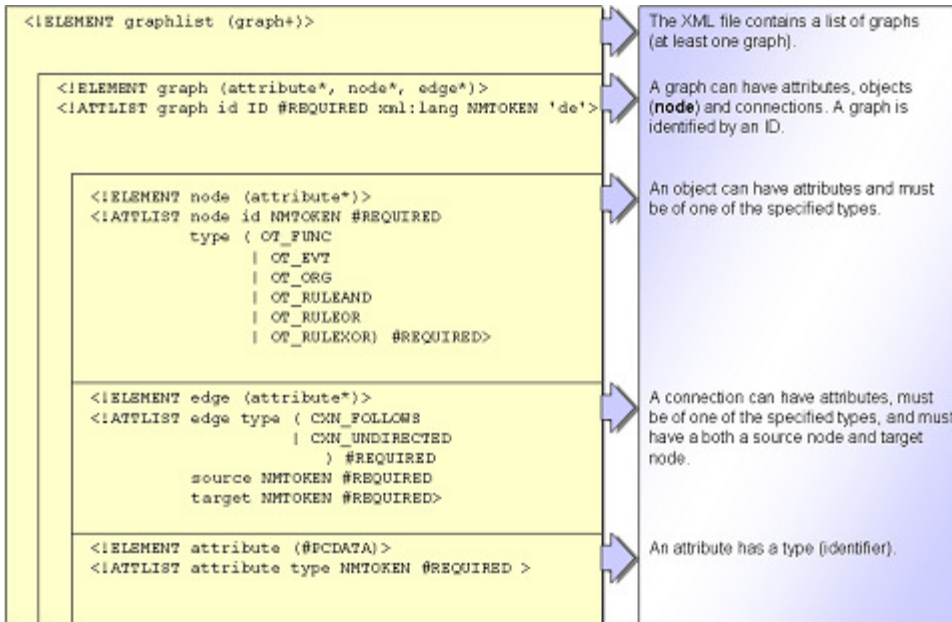 <!ELEMENT graphlist (graph+)>
The XML file contains a list of graphs
(at least one graph).
<!ELEMENT graph (attribute*, node*, edge*)>
<!ATTLIST graph id ID #REQUIRED xml:lang NMTOKEN 'de'>
A graph can have attributes, objects
(node) and connections. A graph is
identified by an ID.
<!ELEMENT node (attribute*)>
<!ATTLIST node id NMTOKEN #REQUIRED
type ( OT_FUNC
| OT_EVT
| OT_ORG
| OT_RULEAND
| OT_RULEOR
| OT_RULEXOR) #REQUIRED>
An object can have attributes and must
be of one of the specified types.
<!ELEMENT edge (attribute*)>
<!ATTLIST edge type ( CXN_FOLLOWS
| CXN_UNDIRECTED
) #REQUIRED
source NMTOKEN #REQUIRED
target NMTOKEN #REQUIRED>
A connection can have attributes, must
be of one of the specified types, and must
have a both a source node and target
node.
<!ELEMENT attribute (#PCDATA)>
<!ATTLIST attribute type NMTOKEN #REQUIRED >
An attribute has a type (identifier).